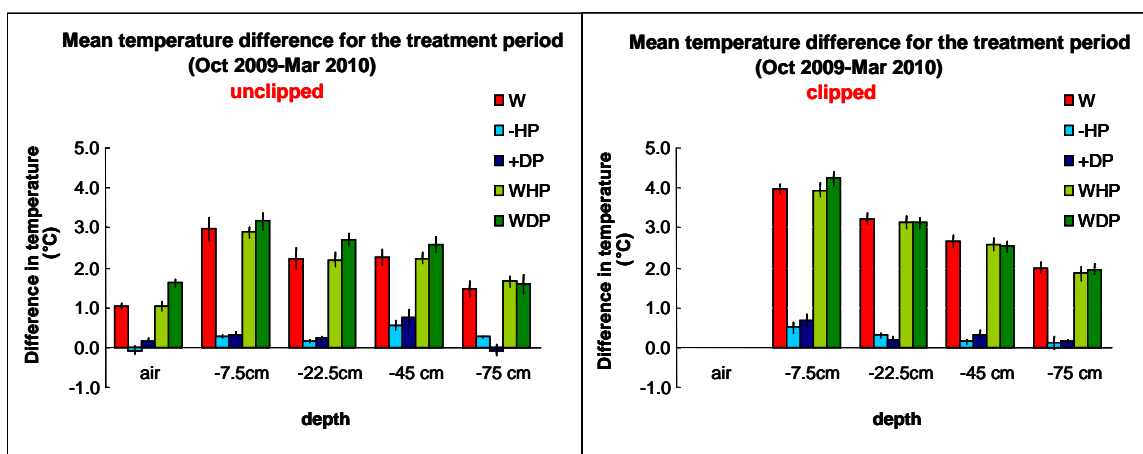 Mean temperature difference for the treatment period
(Oct 2009-Mar 2010)
unclipped
W
-HP
+DP
WHP
WDP
Difference in temperature
(°C)
5.0
4.0
3.0
2.0
1.0
0.0
-1.0
air
-7.5cm
-22.5cm
-45 cm
-75 cm
depth
Mean temperature difference for the treatment period
(Oct 2009-Mar 2010)
clipped
W
-HP
+DP
WHP
WDP
Difference in temperature
(°C)
5.0
4.0
3.0
2.0
1.0
0.0
-1.0
air
-7.5cm
-22.5cm
-45 cm
-75 cm
depth